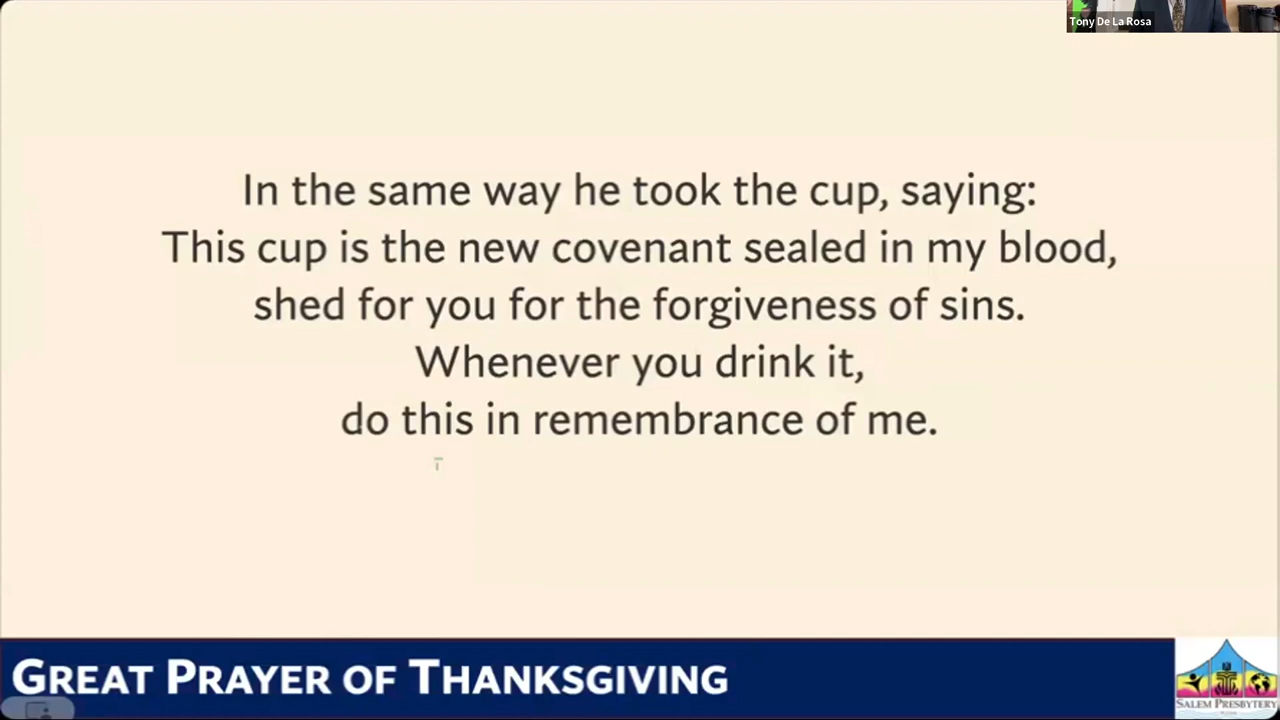 Tony De La Rosa
In the same way he took the cup, saying:
This cup is the new covenant sealed in my blood,
shed for you for the forgiveness of sins.
Whenever you drink it,
do this in remembrance of me.
GREAT PRAYER OF THANKSGIVING
SALEM PRESBYTERY